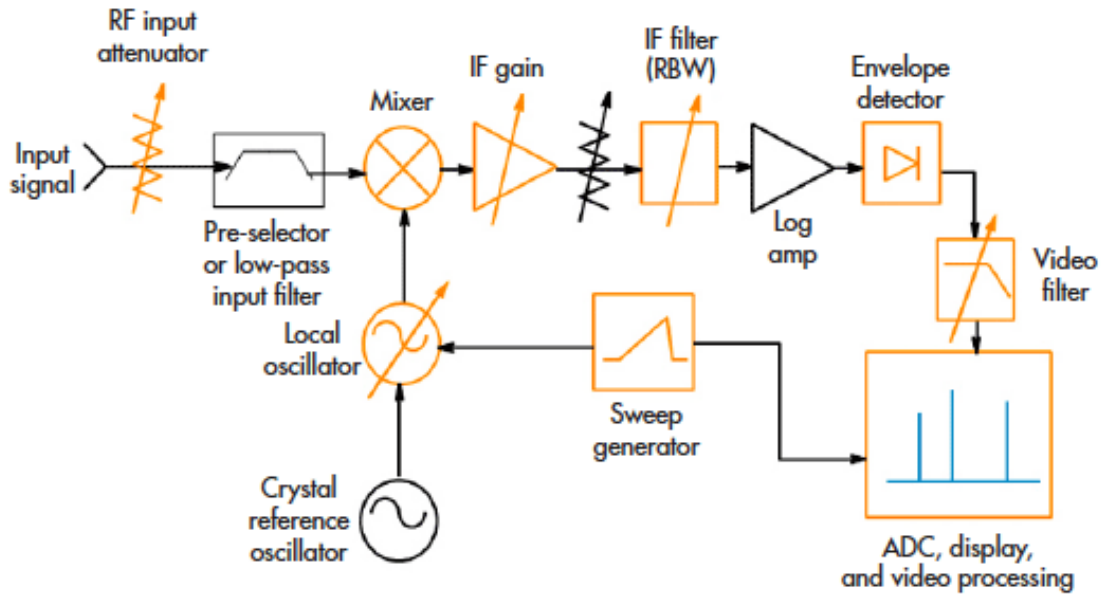 RF input
attenuator
IF gain
IF filter
(RBW)
Envelope
detector
Mixer
Input
signal
Pre-selector
or low-pass
input filter
Log
amp
Video
filter
Local
oscillator
Sweep
generator
Crystal
reference
oscillator
ADC, display,
and video processing